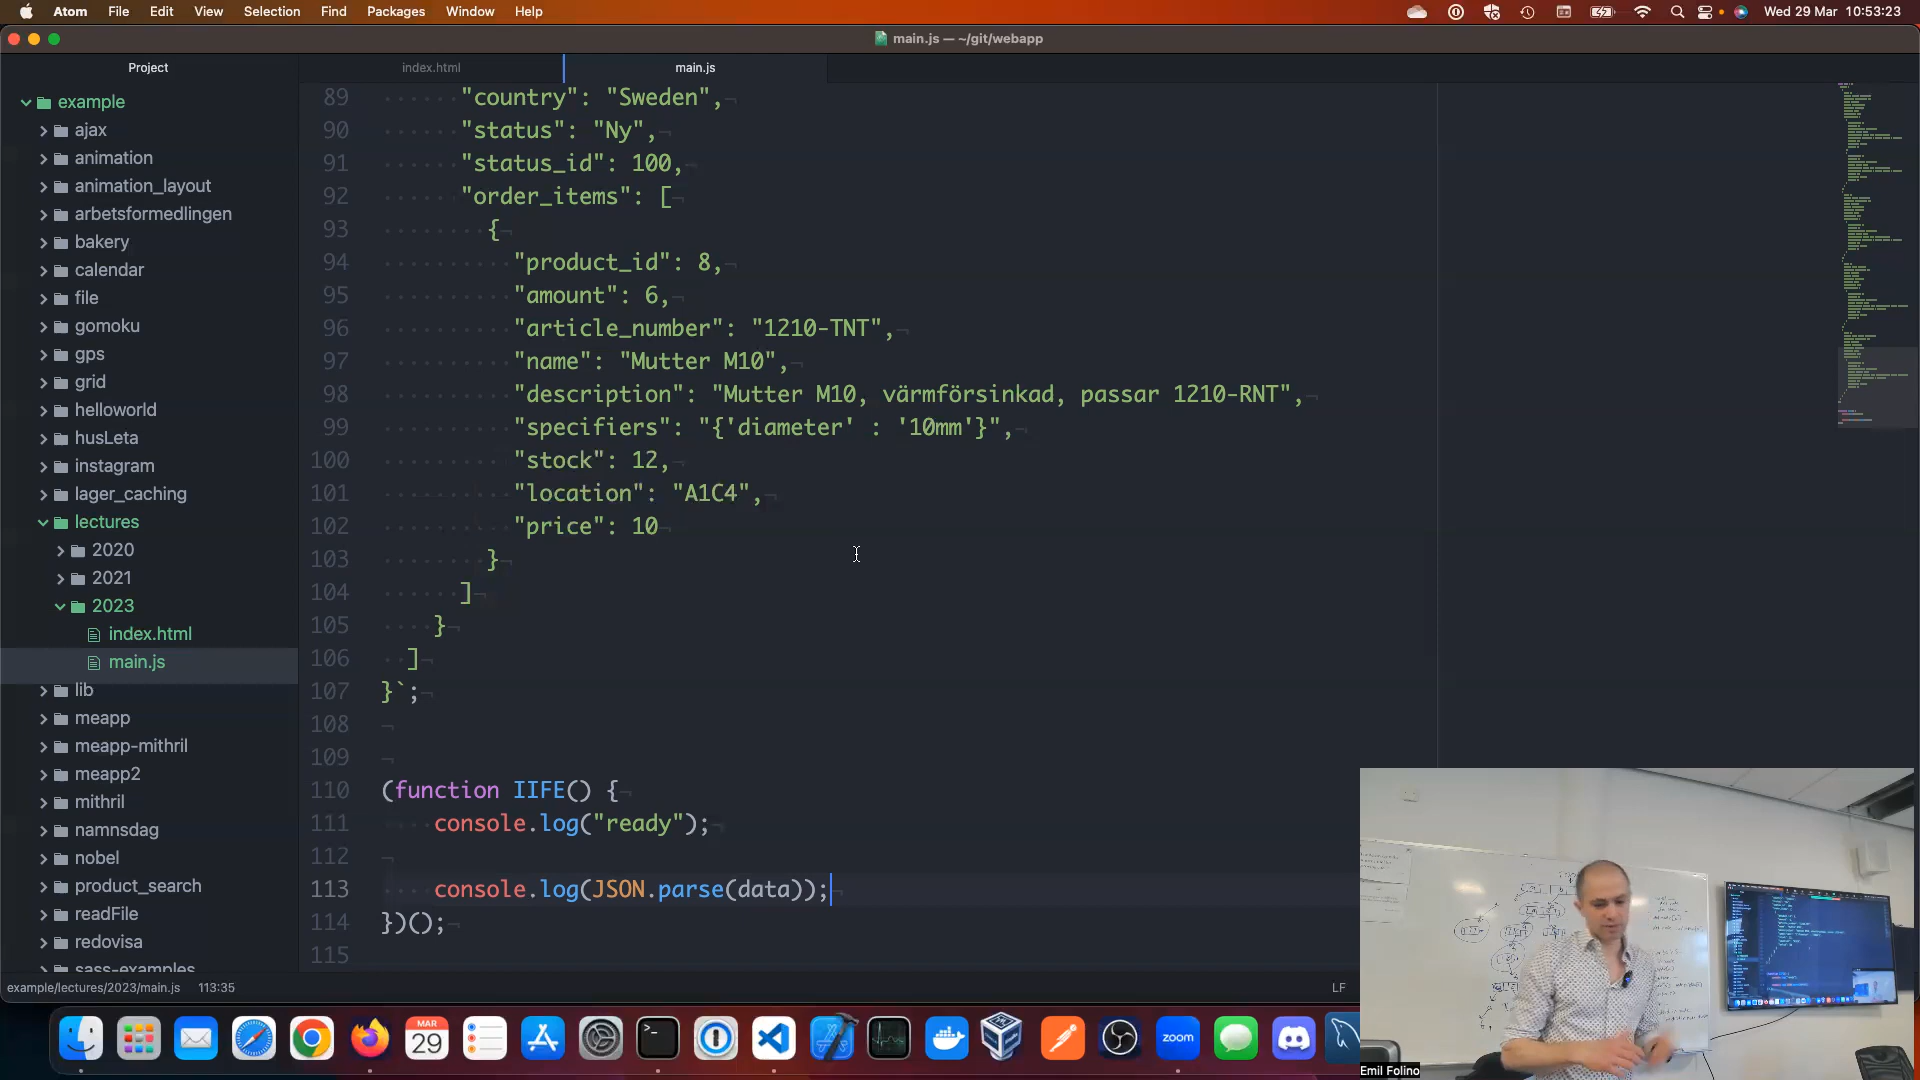 Atom File Edit View Selection Find Packages Window Help
Wed 29 Mar 10:53:23
main.js — ~/git/webapp
Project
index.html
main.js
example
ajax
animation
animation_layout
arbetsformedlingen
bakery
calendar
file
gomoku
gps
grid
helloworld
husLeta
instagram
lager_caching
lectures
2020
2021
2023
index.html
main.js
lib
meapp
meapp-mithril
meapp2
mithril
namnsdag
nobel
product_search
readFile
redovisa
sass-examples
89 "country": "Sweden",
90 "status": "Ny",
91 "status_id": 100,
92 "order_items": [
93 {
94 "product_id": 8,
95 "amount": 6,
96 "article_number": "1210-TNT",
97 "name": "Mutter M10",
98 "description": "Mutter M10, värmförsinkad, passar 1210-RNT",
99 "specifiers": "{'diameter' : '10mm'}",
100 "stock": 12,
101 "location": "A1C4",
102 "price": 10
103 }
104 ]
105 }
106 ]
107 }`;
108
109
110 (function IIFE() {
111 console.log("ready");
112
113 console.log(JSON.parse(data));
114 })();
115
example/lectures/2023/main.js 113:35
LF
MAR
29
zoom
Emil Folino